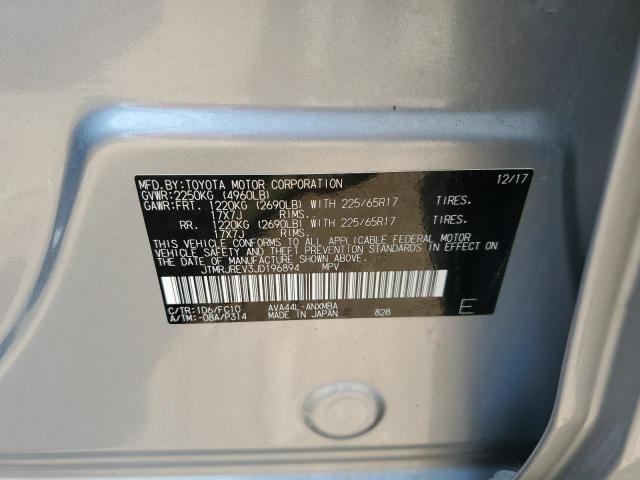 MFD.BY:TOYOTA MOTOR CORPORATION 12/17
GVWR:2250KG (4960LB)
GAWR:FRT. 1220KG (2690LB) WITH 225/65R17 TIRES.
17X7J RIMS.
RR. 1220KG (2690LB) WITH 225/65R17 TIRES.
17X7J RIMS.
THIS VEHICLE CONFORMS TO ALL APPLICABLE FEDERAL MOTOR
VEHICLE SAFETY AND THEFT PREVENTION STANDARDS IN EFFECT ON
THE DATE OF MANUFACTURE SHOWN ABOVE.
JTMRJREV3JD196894 MPV
C/TR:1D6/FC10 AVA44L-ANXMBA E
A/TM:-08A/P314 MADE IN JAPAN 828